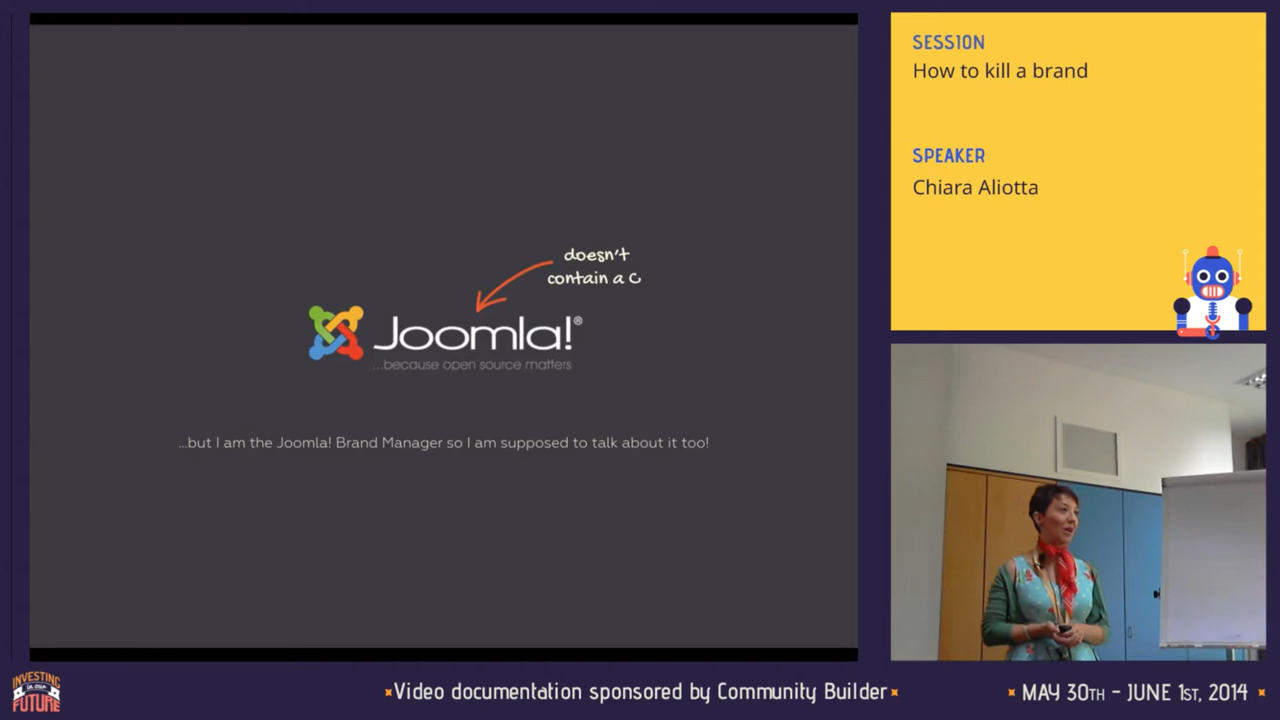 doesn't
contain a C
Joomla!®
...because open source matters
...but I am the Joomla! Brand Manager so I am supposed to talk about it too!
SESSION
How to kill a brand
SPEAKER
Chiara Aliotta
INVESTING
IN OUR
FUTURE
Video documentation sponsored by Community Builder
MAY 30TH - JUNE 1ST, 2014